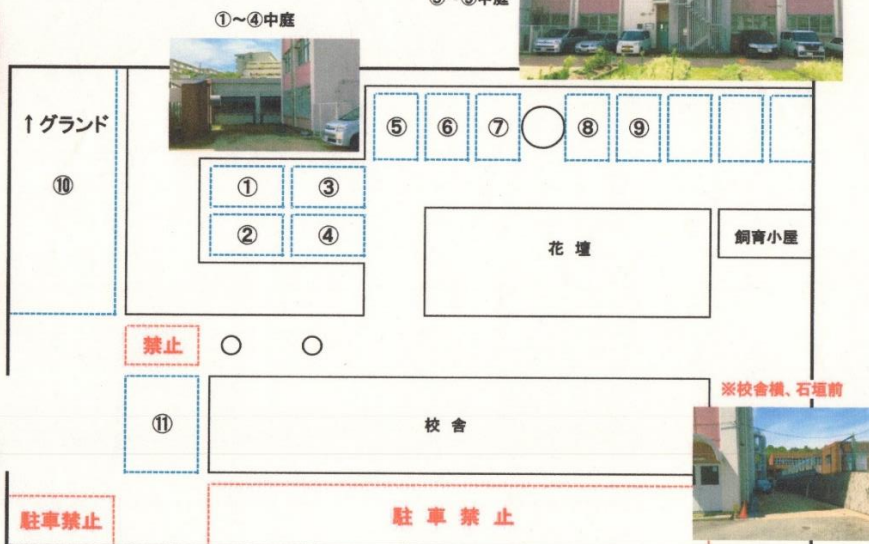 ①～④中庭
↑グランド
⑩
⑤ ⑥ ⑦ ⑧ ⑨
① ③
② ④
花壇
飼育小屋
禁止
※校舎横、石垣前
⑪
校舎
駐車禁止
駐車禁止